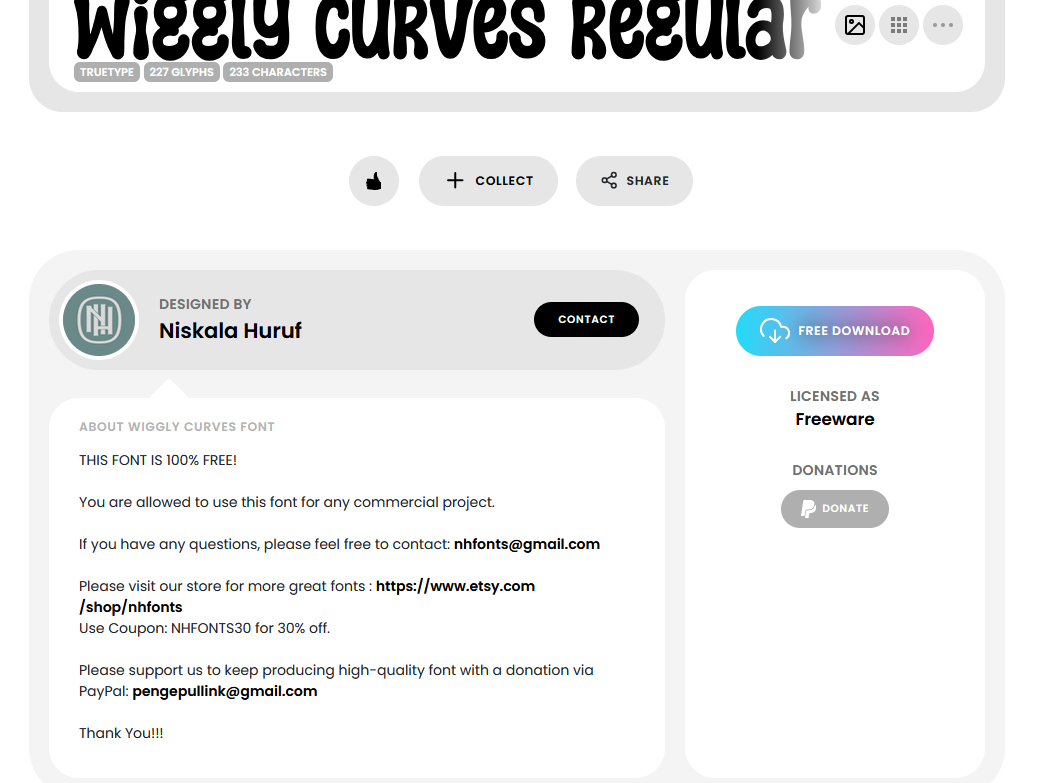 Wiggly Curves Regular
TRUETYPE 227 GLYPHS 233 CHARACTERS
COLLECT SHARE
DESIGNED BY
Niskala Huruf
CONTACT
ABOUT WIGGLY CURVES FONT
THIS FONT IS 100% FREE!
You are allowed to use this font for any commercial project.
If you have any questions, please feel free to contact: nhfonts@gmail.com
Please visit our store for more great fonts : https://www.etsy.com
/shop/nhfonts
Use Coupon: NHFONTS30 for 30% off.
Please support us to keep producing high-quality font with a donation via
PayPal: pengepullink@gmail.com
Thank You!!!
FREE DOWNLOAD
LICENSED AS
Freeware
DONATIONS
DONATE